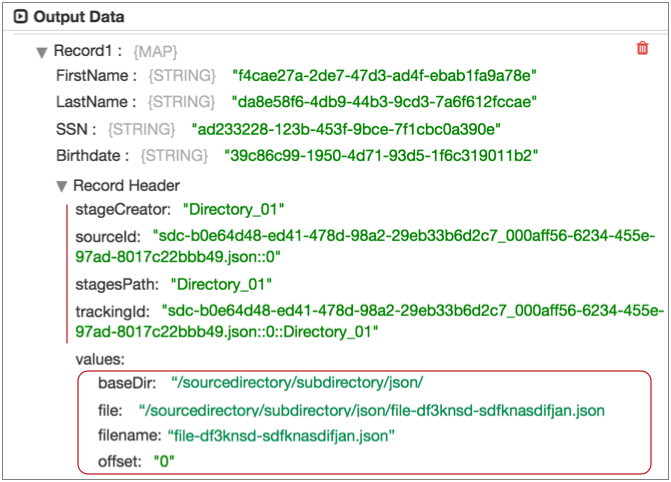 Output Data
Record1 : {MAP}
FirstName : {STRING} "f4cae27a-2de7-47d3-ad4f-ebab1fa9a78e"
LastName : {STRING} "da8e58f6-4db9-44b3-9cd3-7a6f612fccae"
SSN : {STRING} "ad233228-123b-453f-9bce-7f1cbc0a390e"
Birthdate : {STRING} "39c86c99-1950-4d71-93d5-1f6c319011b2"
Record Header
stageCreator: "Directory_01"
sourceId: "sdc-b0e64d48-ed41-478d-98a2-29eb33b6d2c7_000aff56-6234-455e-
97ad-8017c22bbb49.json::0"
stagesPath: "Directory_01"
trackingId: "sdc-b0e64d48-ed41-478d-98a2-29eb33b6d2c7_000aff56-6234-455e-
97ad-8017c22bbb49.json::0::Directory_01"
values:
baseDir: “/sourcedirectory/subdirectory/json/
file: “/sourcedirectory/subdirectory/json/file-df3knsd-sdfknasdifjan.json
filename: “file-df3knsd-sdfknasdifjan.json”
offset: "0"